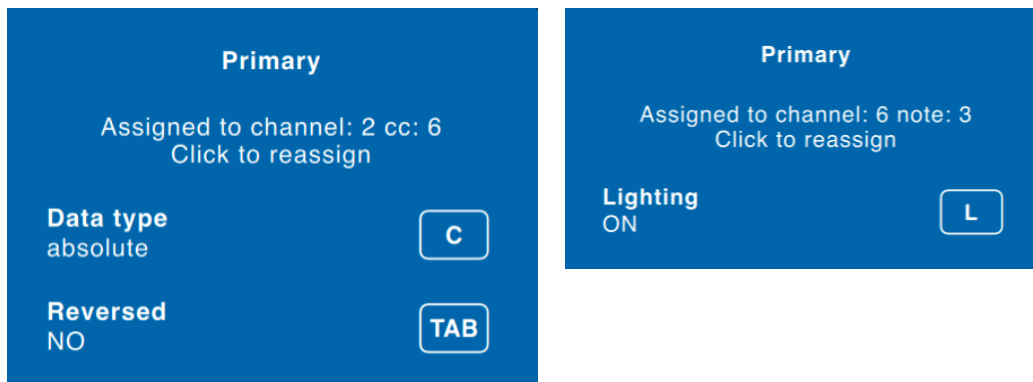 Primary
Assigned to channel: 2 cc: 6
Click to reassign
Data type
absolute
C
Reversed
NO
TAB
Primary
Assigned to channel: 6 note: 3
Click to reassign
Lighting
ON
L